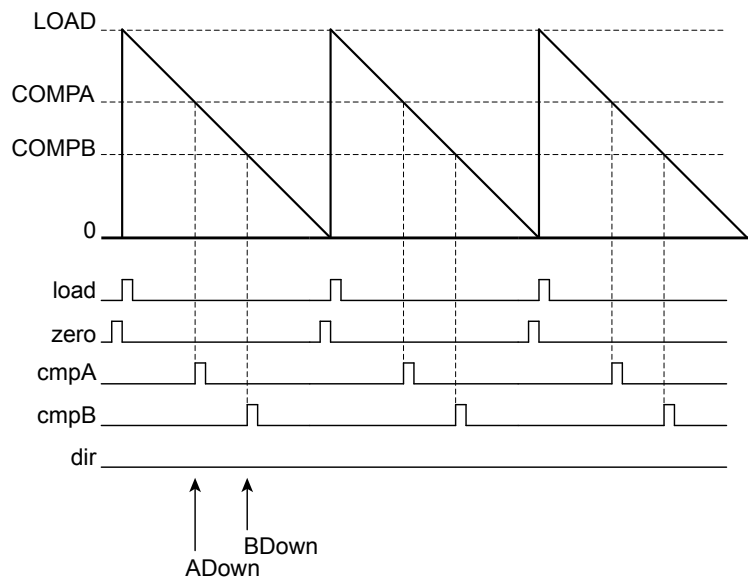 LOAD
COMPA
COMPB
0
load
zero
cmpA
cmpB
dir
BDown
ADown